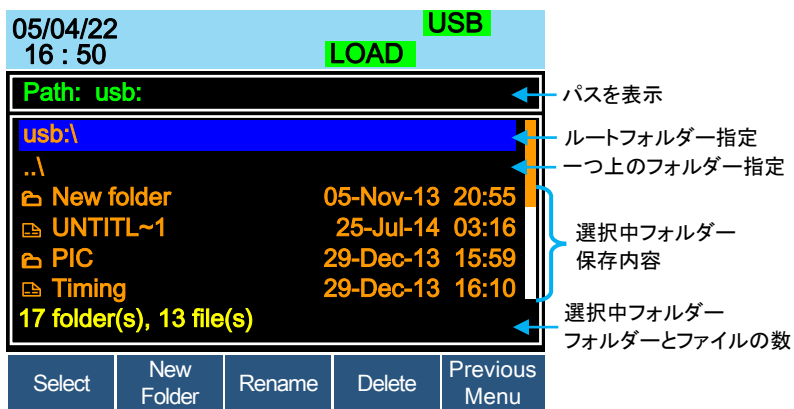 05/04/22
16 : 50
USB
LOAD
Path: usb:
パスを表示
usb:\
ルートフォルダー指定
..\
一つ上のフォルダー指定
New folder 05-Nov-13 20:55
UNTITL~1 25-Jul-14 03:16
PIC 29-Dec-13 15:59
Timing 29-Dec-13 16:10
選択中フォルダー
保存内容
17 folder(s), 13 file(s)
選択中フォルダー
フォルダーとファイルの数
Select
New
Folder
Rename
Delete
Previous
Menu